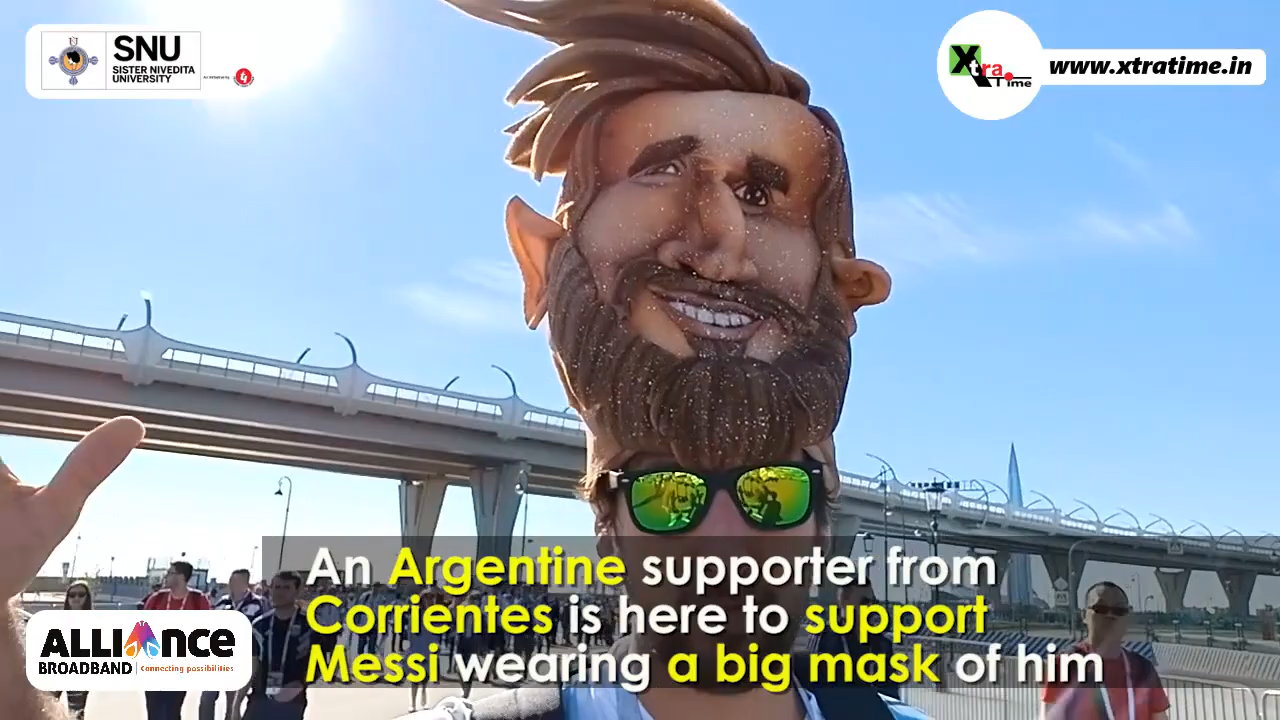 SNU
SISTER NIVEDITA
UNIVERSITY
Xtra
Time
www.xtratime.in
An Argentine supporter from
Corrientes is here to support
Messi wearing a big mask of him
ALLIANCE
BROADBAND Connecting possibilities